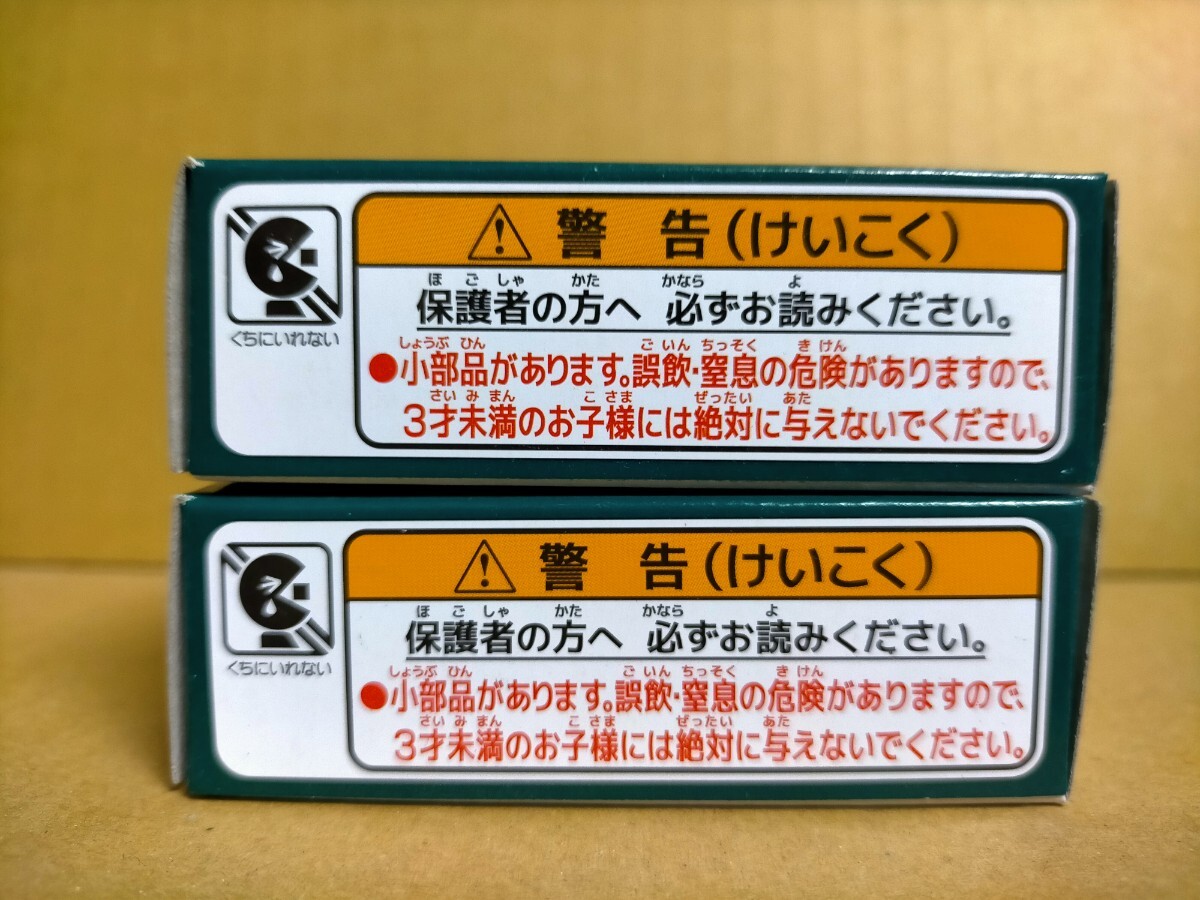 警 告(けいこく)
くちにいれない
ほごしゃ かた かなら よ
保護者の方へ 必ずお読みください。
しょうぶ ひん ご いん ちっそく き けん
●小部品があります。誤飲・窒息の危険がありますので、
さい み まん こ さま ぜったい あた
3才未満のお子様には絶対に与えないでください。
警 告(けいこく)
くちにいれない
ほごしゃ かた かなら よ
保護者の方へ 必ずお読みください。
しょうぶ ひん ご いん ちっそく き けん
●小部品があります。誤飲・窒息の危険がありますので、
さい み まん こ さま ぜったい あた
3才未満のお子様には絶対に与えないでください。